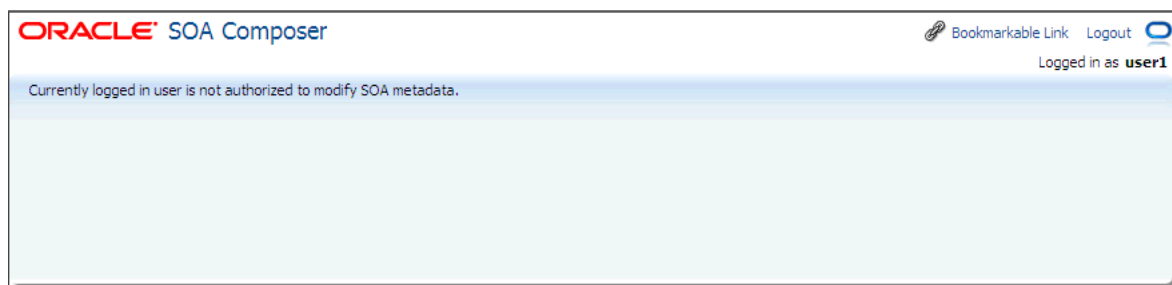 ORACLE SOA Composer
Bookmarkable Link Logout
Logged in as user1
Currently logged in user is not authorized to modify SOA metadata.